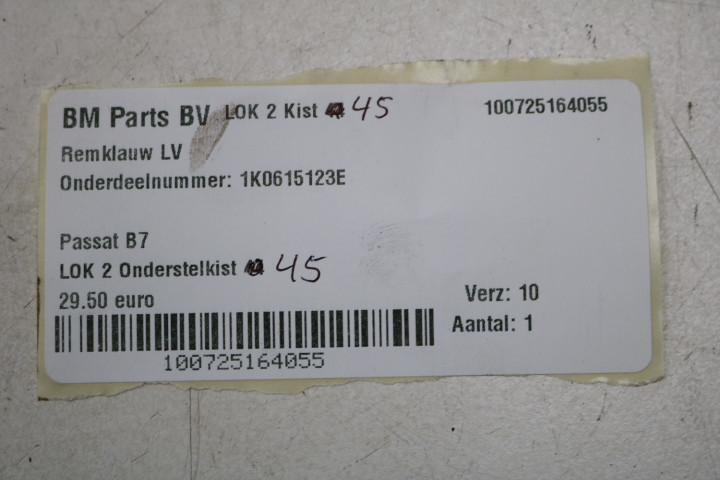 BM Parts BV LOK 2 Kist 45 100725164055
Remklauw LV
Onderdeelnummer: 1K0615123E
Passat B7
LOK 2 Onderstelkist 45
29.50 euro Verz: 10
Aantal: 1
100725164055